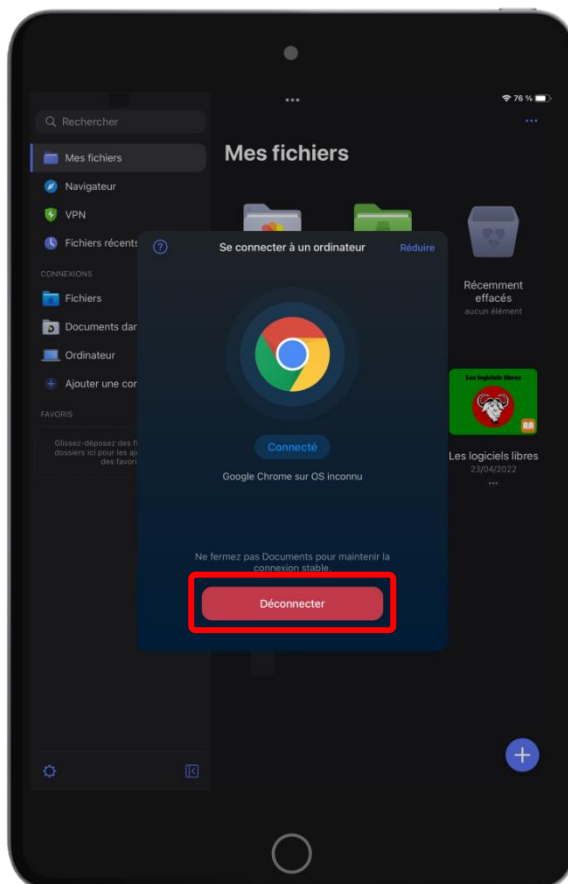 76 %
Rechercher
Mes fichiers
Mes fichiers
Navigateur
VPN
Fichiers récents
Se connecter à un ordinateur
Réduire
CONNEXIONS
Récemment
effacés
aucun élément
Fichiers
Documents dar
Ordinateur
Ajouter une cor
Les logiciels libres
FAVORIS
Glissez-déposez des f
dossiers ici pour les aj
des favori
Connecté
Google Chrome sur OS inconnu
Les logiciels libres
23/04/2022
Ne fermez pas Documents pour maintenir la
connexion stable.
Déconnecter